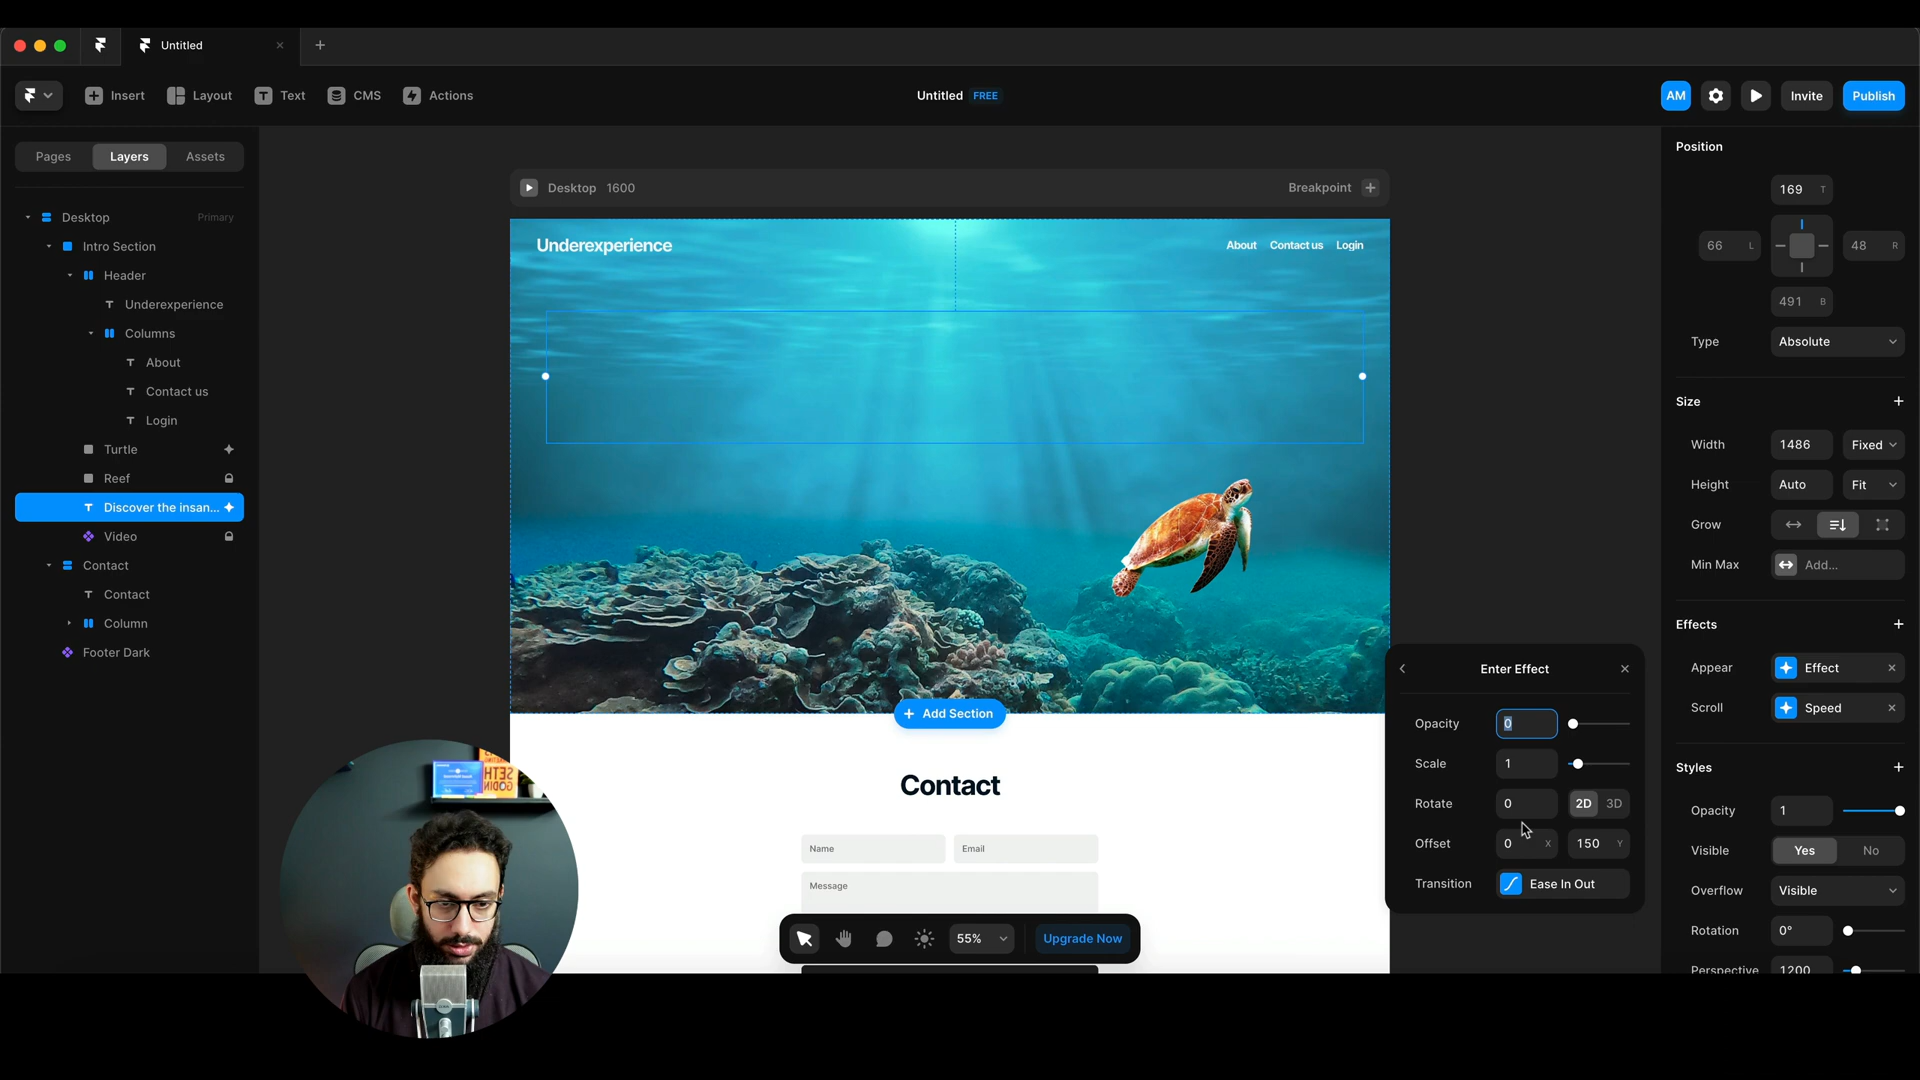 Untitled
Insert
Layout
Text
CMS
Actions
Untitled FREE
AM
Invite
Publish
Pages
Layers
Assets
Desktop Primary
Intro Section
Header
Underexperience
Columns
About
Contact us
Login
Turtle
Reef
Discover the insan...
Video
Contact
Contact
Column
Footer Dark
Desktop 1600
Breakpoint
Underexperience
About Contact us Login
Add Section
Contact
Name
Email
Message
55%
Upgrade Now
SETH
GODIN
Enter Effect
Opacity 0
Scale 1
Rotate 0 2D 3D
Offset 0 X 150 Y
Transition Ease In Out
Position
169 T
66 L
48 R
491 B
Type Absolute
Size
Width 1486 Fixed
Height Auto Fit
Grow
Min Max Add...
Effects
Appear Effect
Scroll Speed
Styles
Opacity 1
Visible Yes No
Overflow Visible
Rotation 0°
Perspective 1200